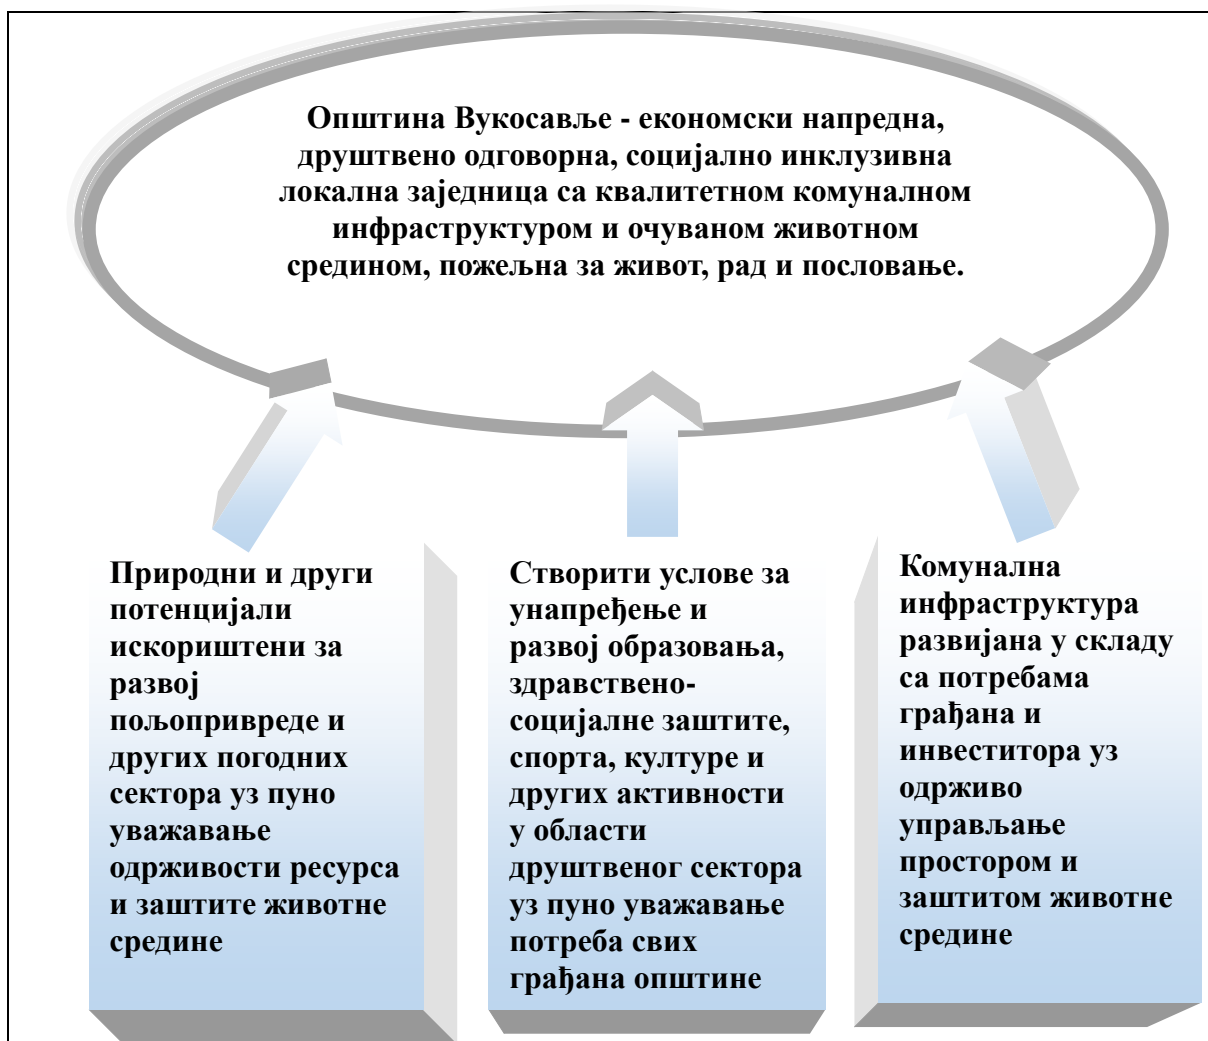 Општина Вукосавље - економски напредна,
друштвено одговорна, социјално инклузивна
локална заједница са квалитетном комуналном
инфраструктуром и очуваном животном
средином, пожељна за живот, рад и пословање.
Природни и други
потенцијали
искориштени за
развој
пољопривреде и
других погодних
сектора уз пуно
уважавање
одрживости ресурса
и заштите животне
средине
Створити услове за
унапређење и
развој образовања,
здравствено-
социјалне заштите,
спорта, културе и
других активности
у области
друштвеног сектора
уз пуно уважавање
потреба свих
грађана општине
Комунална
инфраструктура
развијана у складу
са потребама
грађана и
инвеститора уз
одрживо
управљање
простором и
заштитом животне
средине